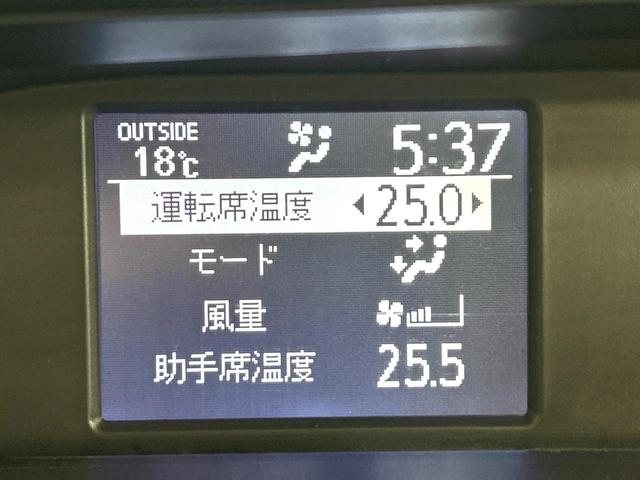 OUTSIDE 5:37
18℃
運転席温度 25.0
モード
風量
助手席温度 25.5